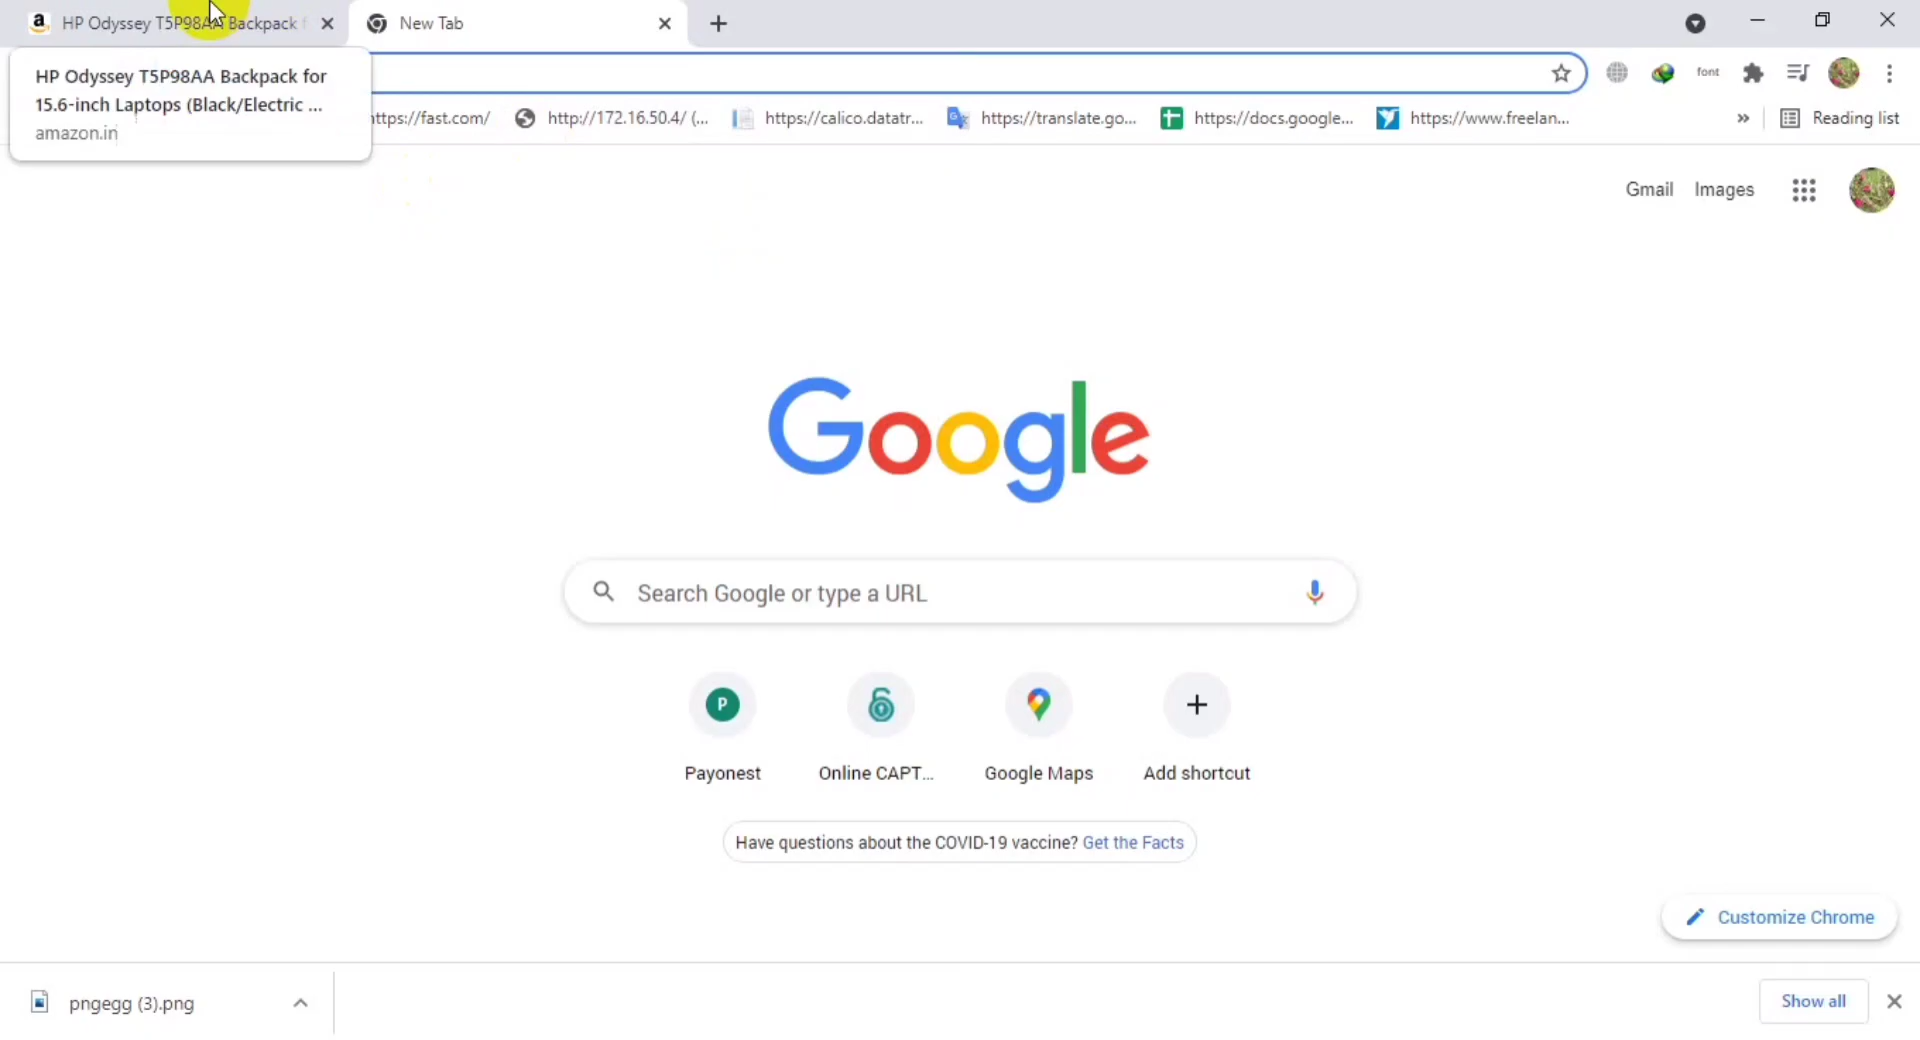 HP Odyssey T5P98AA Backpack f
New Tab
HP Odyssey T5P98AA Backpack for
15.6-inch Laptops (Black/Electric ...
amazon.in
font
https://fast.com/
http://172.16.50.4/ (...
https://calico.datatr...
https://translate.go...
https://docs.google...
https://www.freelan...
»
Reading list
Gmail
Images
Google
Search Google or type a URL
P
Payonest
Online CAPT...
Google Maps
Add shortcut
Have questions about the COVID-19 vaccine? Get the Facts
Customize Chrome
pngegg (3).png
Show all